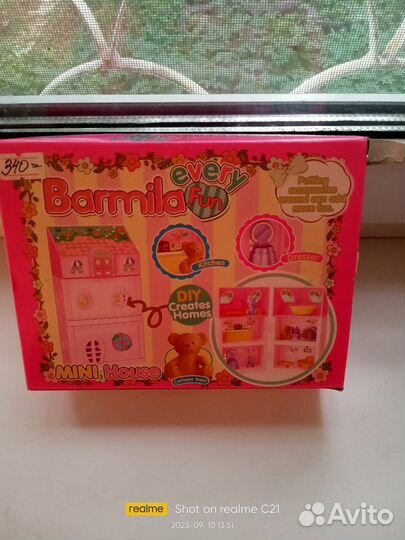 340=
Barmila
every
Fun
Putting
accessories
around can add
more fun.
Kitchen
Dresser
DIY
Creates
Homes
MINI House
Cartoon bear
realme
Shot on realme C21
2023-09-10 13:51
Avito